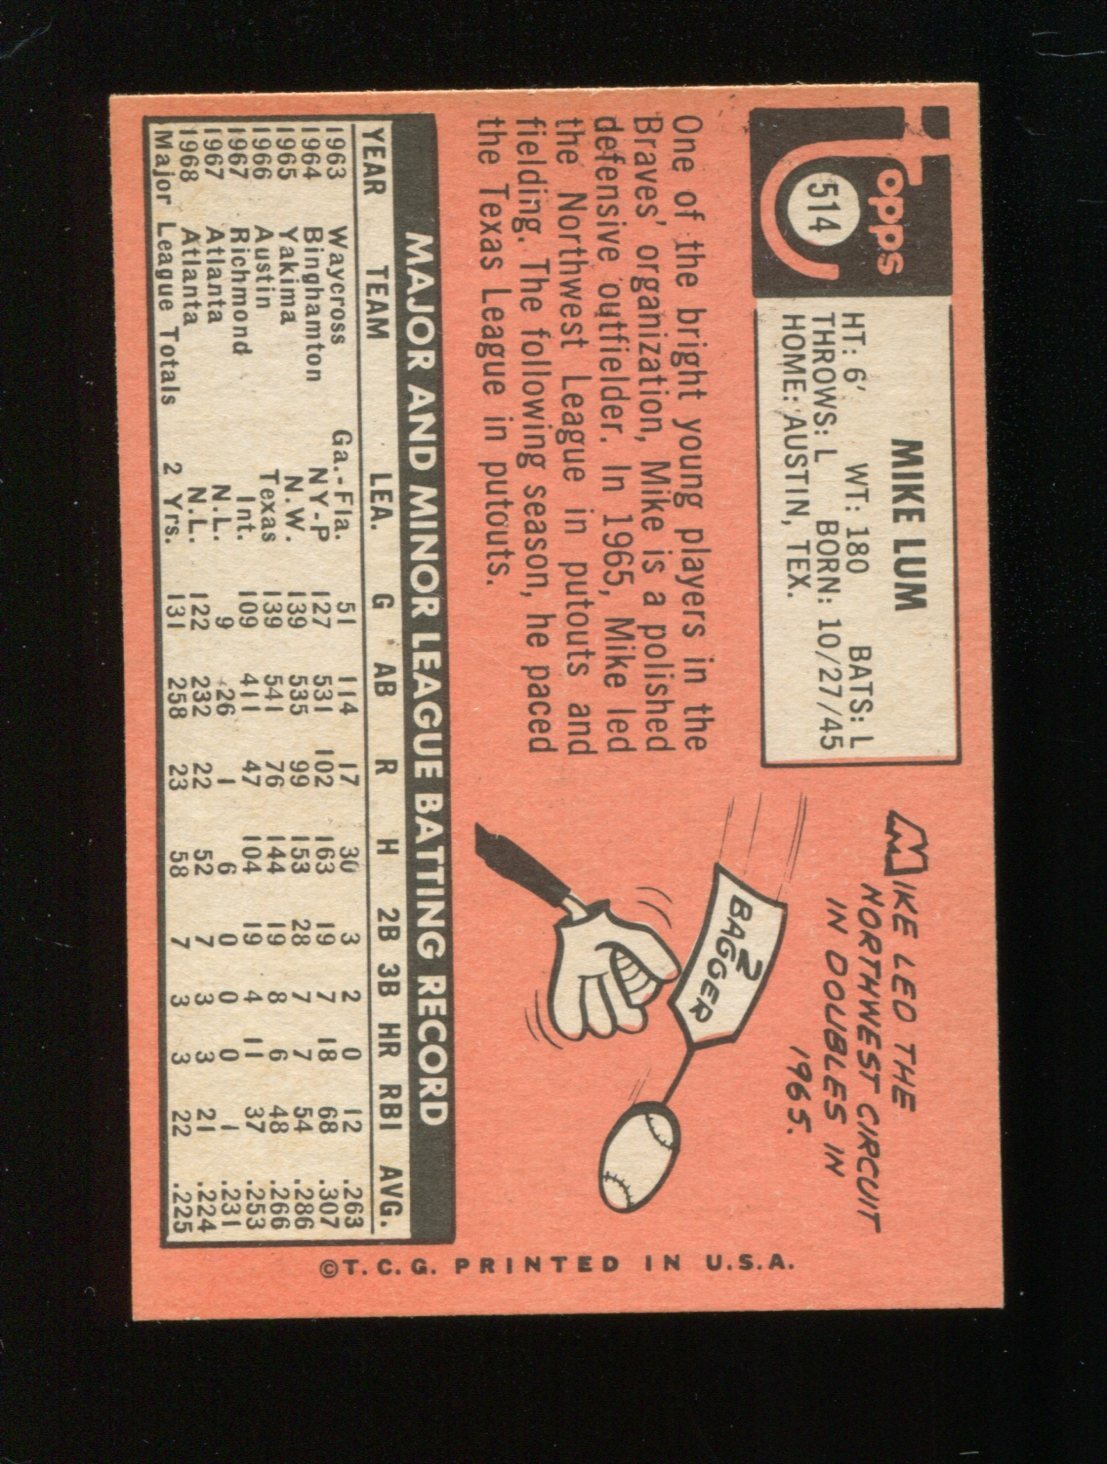 Topps
514
MIKE LUM
HT: 6' WT: 180 BATS: L
THROWS: L BORN: 10/27/45
HOME: AUSTIN, TEX.
One of the bright young players in the
Braves' organization, Mike is a polished
defensive outfielder. In 1965, Mike led
the Northwest League in putouts and
fielding. The following season, he paced
the Texas League in putouts.
MIKE LED THE
NORTHWEST CIRCUIT
IN DOUBLES IN
1965.
2
BAGGER
MAJOR AND MINOR LEAGUE BATTING RECORD
YEAR TEAM LEA. G AB R H 2B 3B HR RBI AVG.
1963 Waycross Ga.-Fla. 51 114 17 30 3 2 0 12 .263
1964 Binghamton NY-P 127 531 102 163 19 7 18 68 .307
1965 Yakima N.W. 139 535 99 153 28 7 7 54 .286
1966 Austin Texas 139 541 76 144 19 8 6 48 .266
1967 Richmond Int. 109 411 47 104 19 4 11 37 .253
1967 Atlanta N.L. 9 26 1 6 0 0 0 1 .231
1968 Atlanta N.L. 122 232 22 52 7 3 3 21 .224
Major League Totals 2 Yrs. 131 258 23 58 7 3 3 22 .225
©T.C.G. PRINTED IN U.S.A.